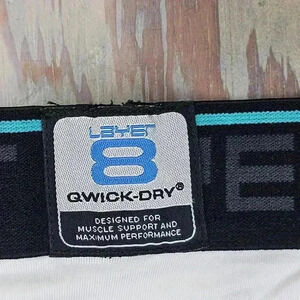 LAYER
8
QWICK-DRY®
DESIGNED FOR
MUSCLE SUPPORT AND
MAXIMUM PERFORMANCE